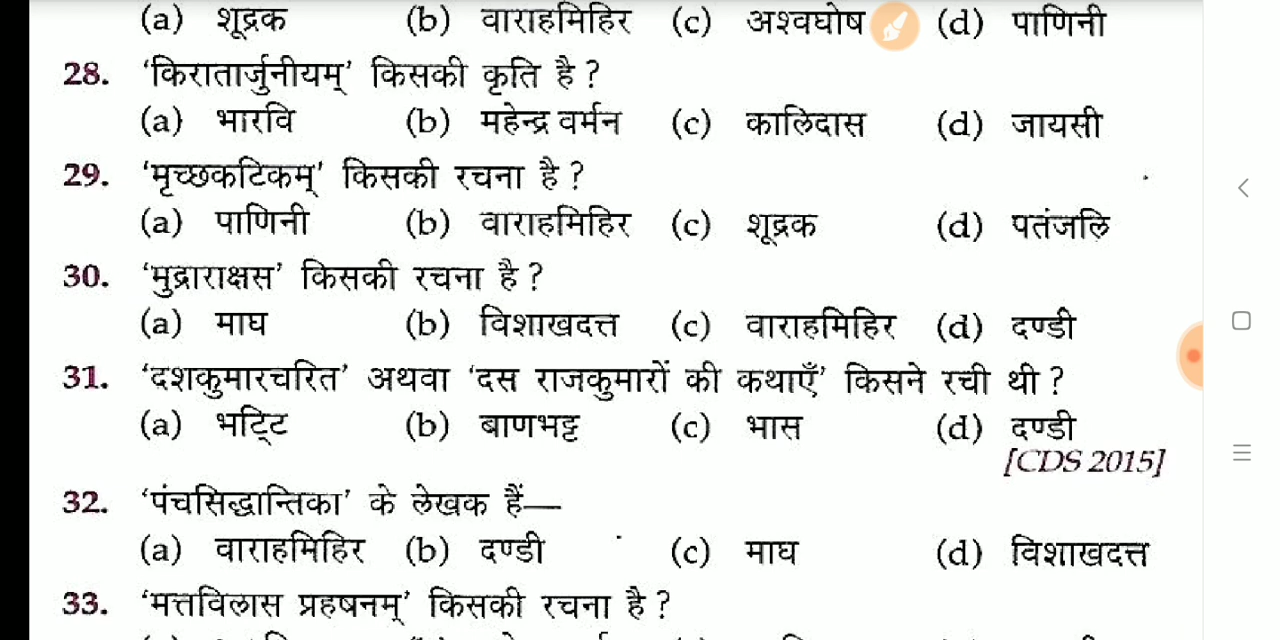 (a) शूद्रक (b) वाराहमिहिर (c) अश्वघोष (d) पाणिनी
28. 'किरातार्जुनीयम्' किसकी कृति है ?
(a) भारवि (b) महेन्द्र वर्मन (c) कालिदास (d) जायसी
29. 'मृच्छकटिकम्' किसकी रचना है ?
(a) पाणिनी (b) वाराहमिहिर (c) शूद्रक (d) पतंजलि
30. 'मुद्राराक्षस' किसकी रचना है ?
(a) माघ (b) विशाखदत्त (c) वाराहमिहिर (d) दण्डी
31. 'दशकुमारचरित' अथवा 'दस राजकुमारों की कथाएँ' किसने रची थी ?
(a) भट्टि (b) बाणभट्ट (c) भास (d) दण्डी
[CDS 2015]
32. 'पंचसिद्धान्तिका' के लेखक हैं—
(a) वाराहमिहिर (b) दण्डी (c) माघ (d) विशाखदत्त
33. 'मत्तविलास प्रहषनम्' किसकी रचना है ?